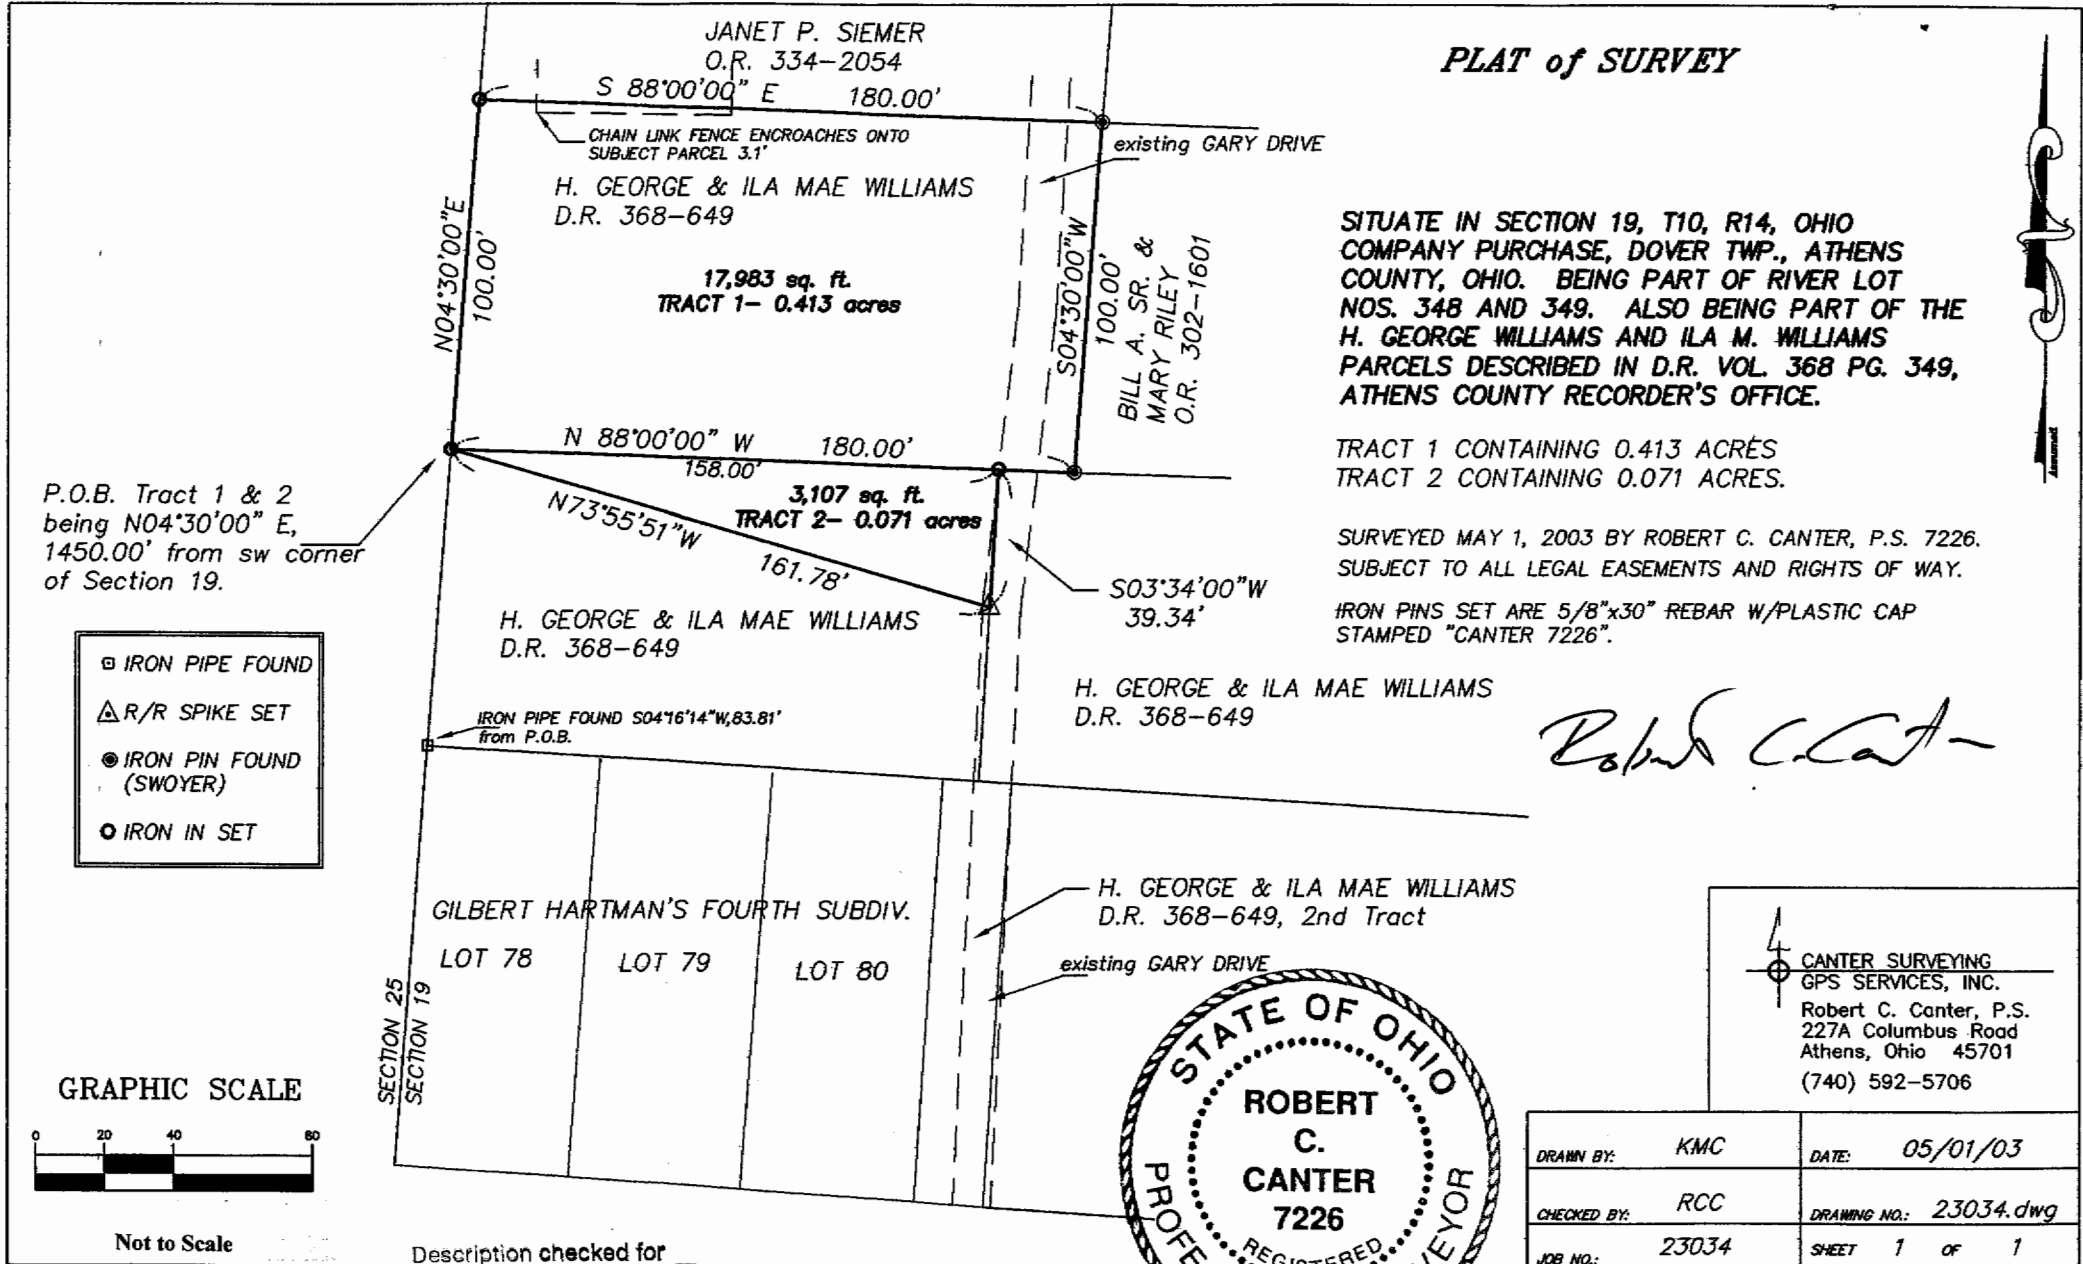 JANET P. SIEMER
O.R. 334-2054
S 88°00'00" E 180.00'
CHAIN LINK FENCE ENCROACHES ONTO
SUBJECT PARCEL 3.1'
existing GARY DRIVE
H. GEORGE & ILA MAE WILLIAMS
D.R. 368-649
N04°30'00"E
100.00'
17,983 sq. ft.
TRACT 1- 0.413 acres
S04°30'00"W
100.00'
BILL A. SR. &
MARY RILEY
O.R. 302-1601
N 88°00'00" W 180.00'
158.00'
3,107 sq. ft.
TRACT 2- 0.071 acres
N73°55'51"W
161.78'
P.O.B. Tract 1 & 2
being N04°30'00" E,
1450.00' from sw corner
of Section 19.
S03°34'00"W
39.34'
H. GEORGE & ILA MAE WILLIAMS
D.R. 368-649
H. GEORGE & ILA MAE WILLIAMS
D.R. 368-649
IRON PIPE FOUND S04°16'14"W,83.81'
from P.O.B.
IRON PIPE FOUND
R/R SPIKE SET
IRON PIN FOUND
(SWOYER)
IRON IN SET
GILBERT HARTMAN'S FOURTH SUBDIV.
LOT 78
LOT 79
LOT 80
SECTION 25
SECTION 19
H. GEORGE & ILA MAE WILLIAMS
D.R. 368-649, 2nd Tract
existing GARY DRIVE
GRAPHIC SCALE
0 20 40 80
Not to Scale
Description checked for
PLAT of SURVEY
SITUATE IN SECTION 19, T10, R14, OHIO
COMPANY PURCHASE, DOVER TWP., ATHENS
COUNTY, OHIO. BEING PART OF RIVER LOT
NOS. 348 AND 349. ALSO BEING PART OF THE
H. GEORGE WILLIAMS AND ILA M. WILLIAMS
PARCELS DESCRIBED IN D.R. VOL. 368 PG. 349,
ATHENS COUNTY RECORDER'S OFFICE.
TRACT 1 CONTAINING 0.413 ACRES
TRACT 2 CONTAINING 0.071 ACRES.
SURVEYED MAY 1, 2003 BY ROBERT C. CANTER, P.S. 7226.
SUBJECT TO ALL LEGAL EASEMENTS AND RIGHTS OF WAY.
IRON PINS SET ARE 5/8"x30" REBAR W/PLASTIC CAP
STAMPED "CANTER 7226".
Assumed
Robert C. Canter
STATE OF OHIO
ROBERT
C.
CANTER
7226
REGISTERED
PROFE
VEYOR
CANTER SURVEYING
GPS SERVICES, INC.
Robert C. Canter, P.S.
227A Columbus Road
Athens, Ohio 45701
(740) 592-5706
DRAWN BY: KMC
DATE: 05/01/03
CHECKED BY: RCC
DRAWING NO.: 23034.dwg
JOB NO.: 23034
SHEET 1 OF 1